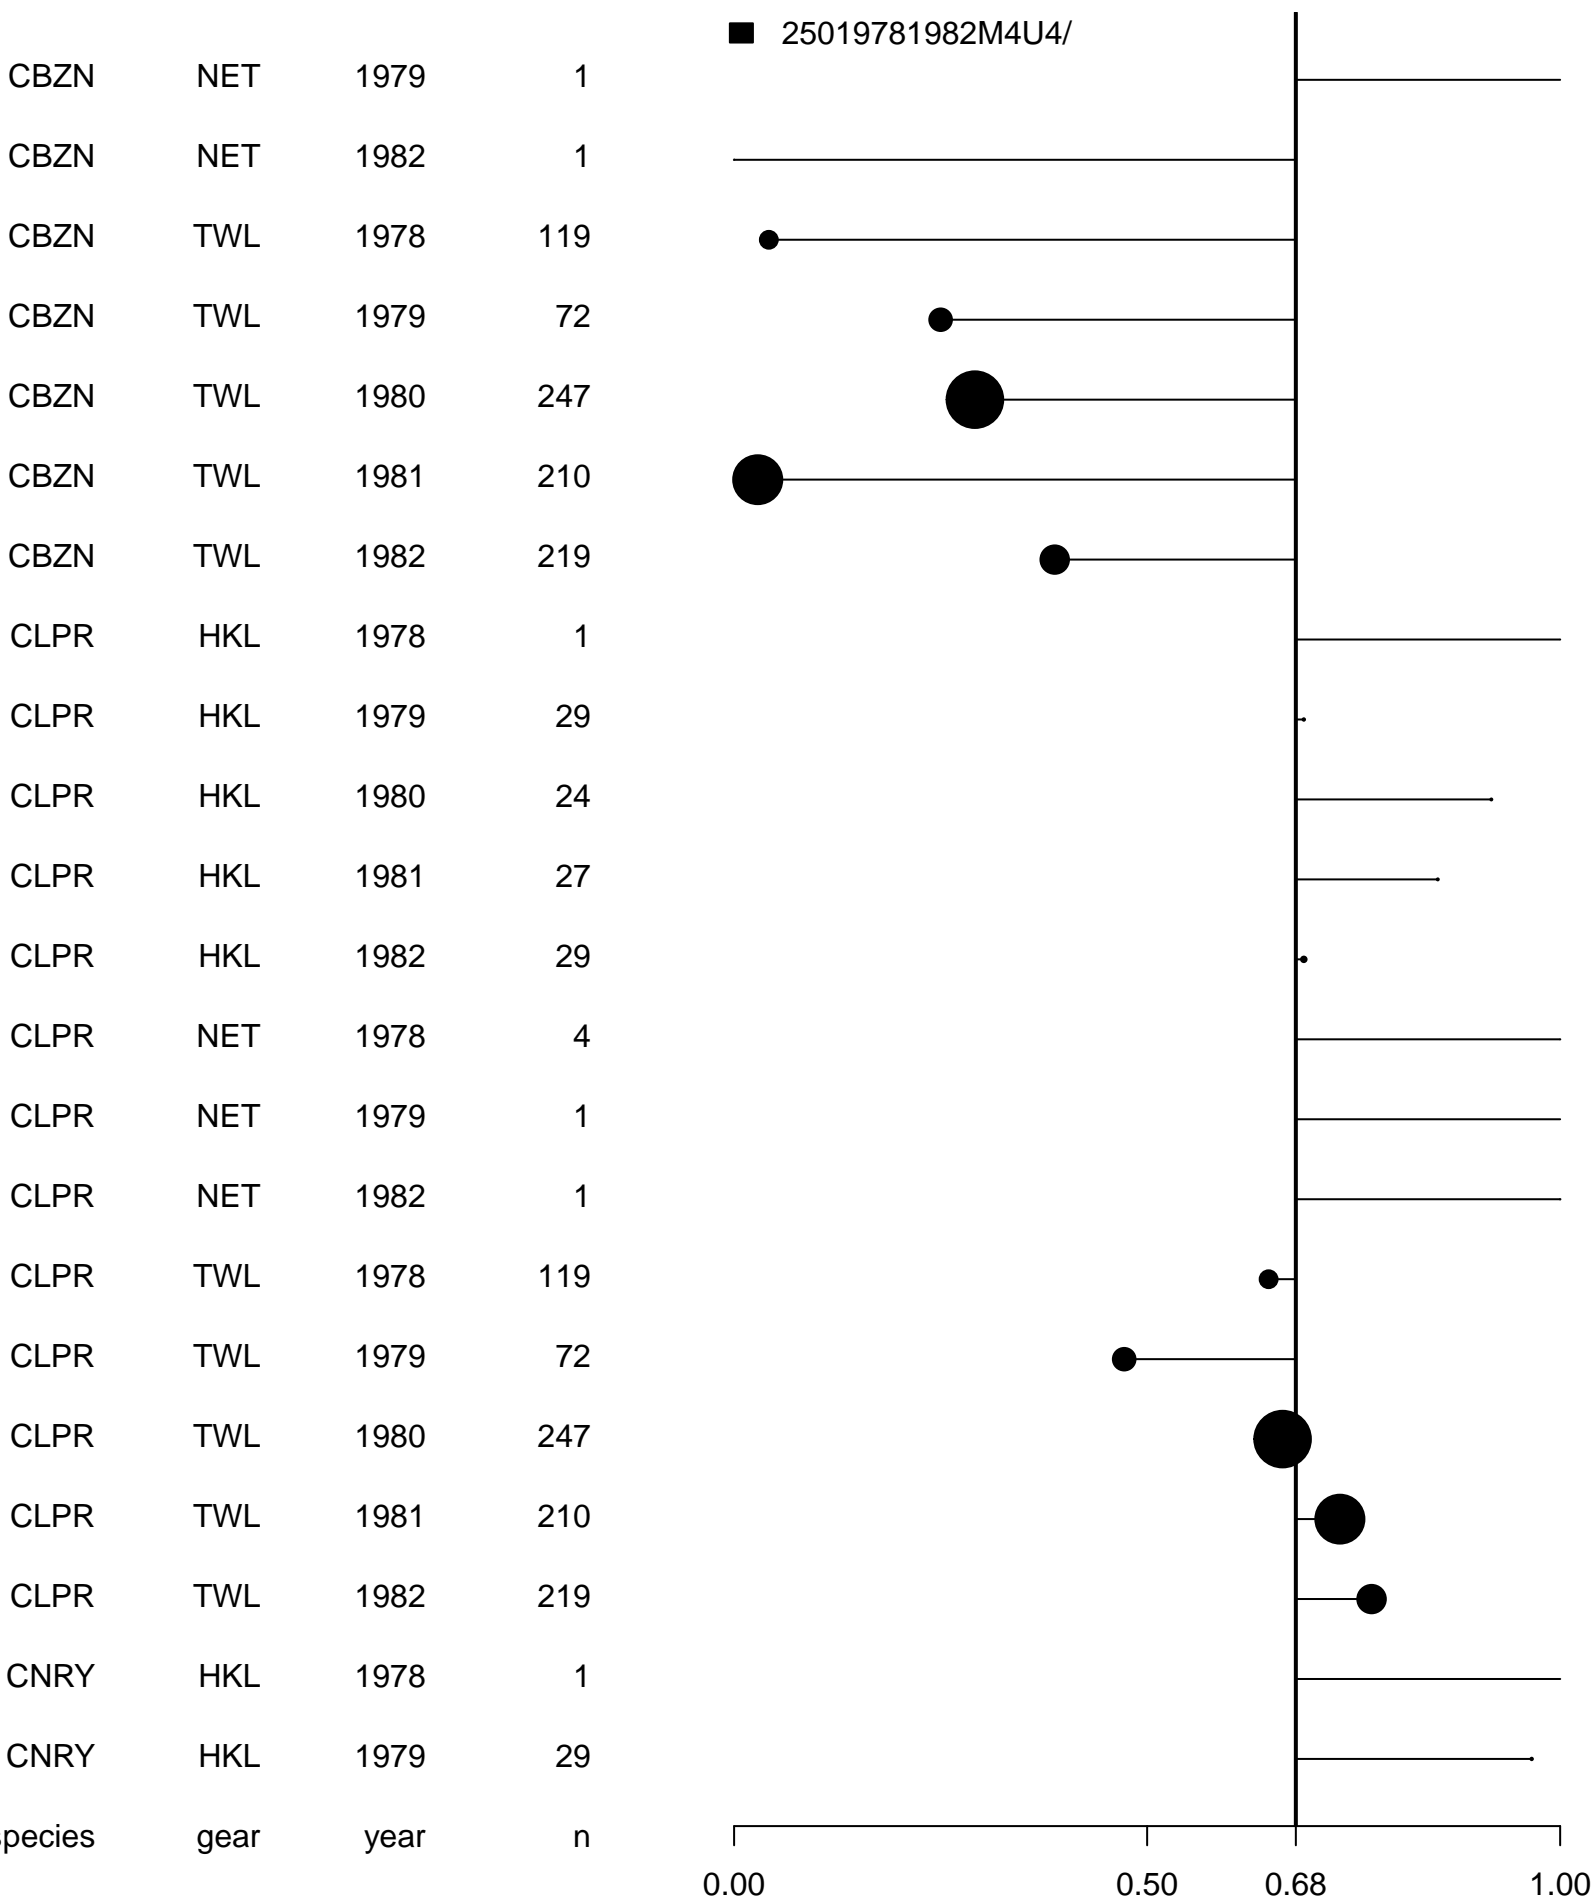 25019781982M4U4/
CBZN NET 1979 1
CBZN NET 1982 1
CBZN TWL 1978 119
CBZN TWL 1979 72
CBZN TWL 1980 247
CBZN TWL 1981 210
CBZN TWL 1982 219
CLPR HKL 1978 1
CLPR HKL 1979 29
CLPR HKL 1980 24
CLPR HKL 1981 27
CLPR HKL 1982 29
CLPR NET 1978 4
CLPR NET 1979 1
CLPR NET 1982 1
CLPR TWL 1978 119
CLPR TWL 1979 72
CLPR TWL 1980 247
CLPR TWL 1981 210
CLPR TWL 1982 219
CNRY HKL 1978 1
CNRY HKL 1979 29
species gear year n
0.00 0.50 0.68 1.00